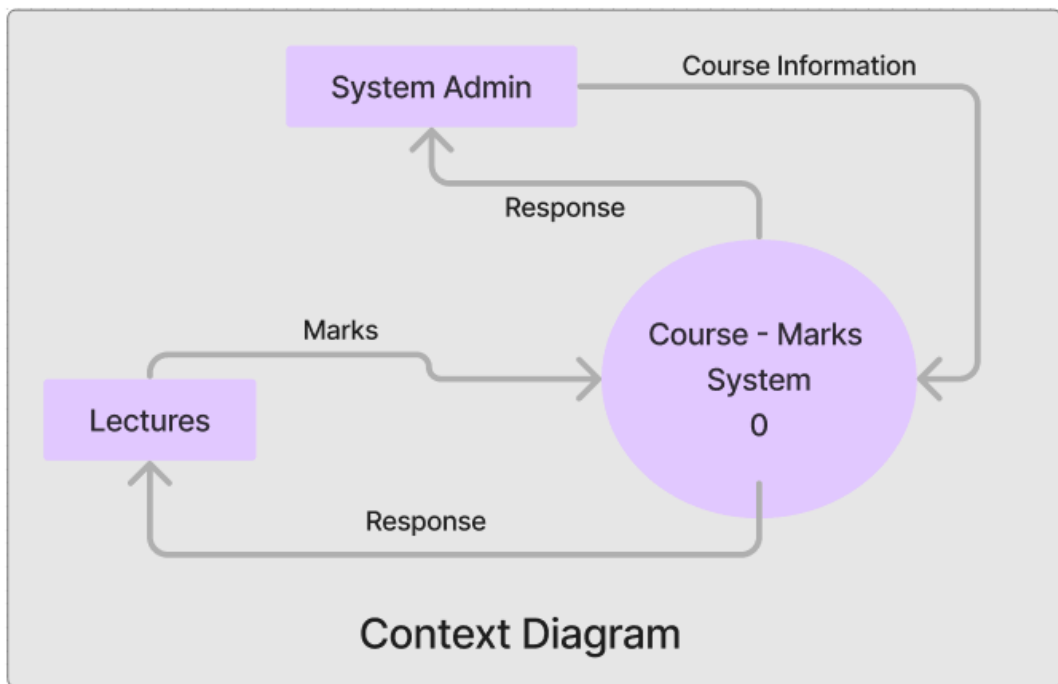 System Admin
Course Information
Response
Marks
Course - Marks
System
0
Lectures
Response
Context Diagram